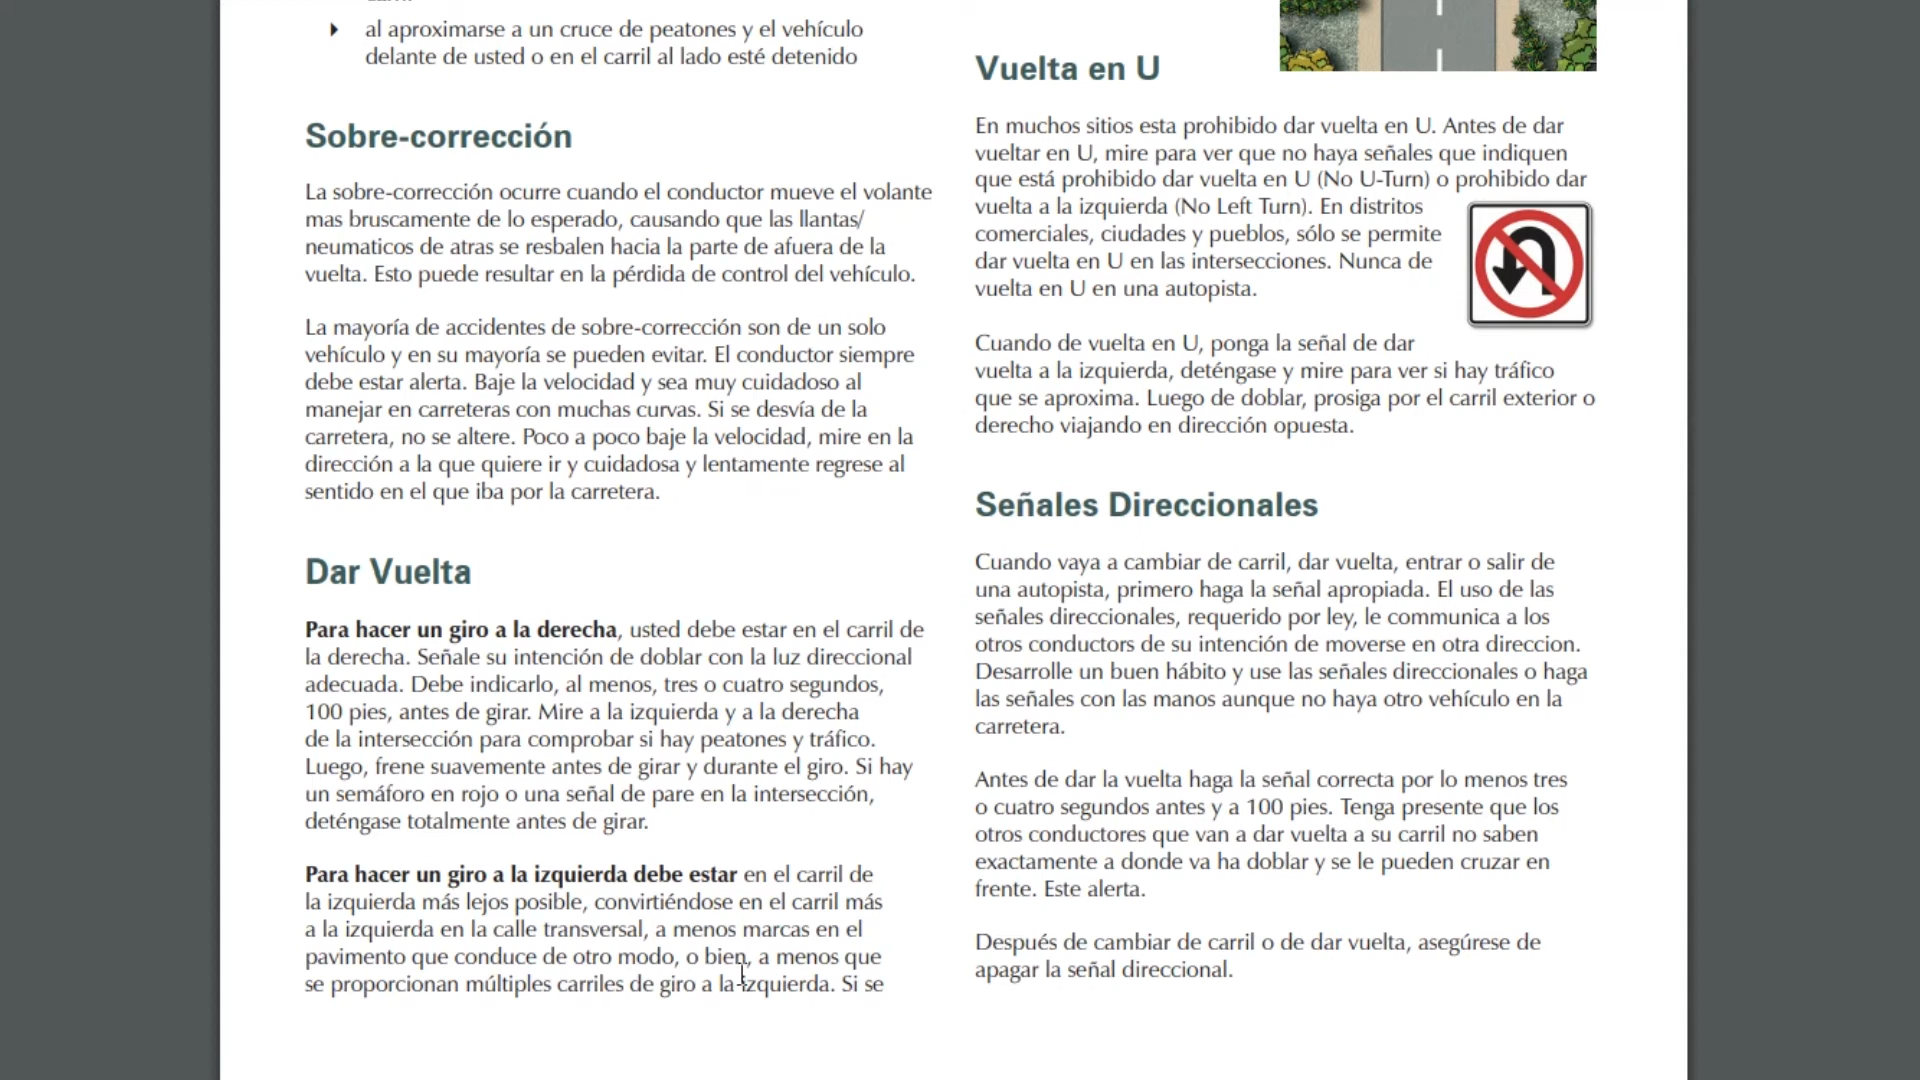 al aproximarse a un cruce de peatones y el vehículo
delante de usted o en el carril al lado esté detenido
Sobre-corrección
La sobre-corrección ocurre cuando el conductor mueve el volante
mas bruscamente de lo esperado, causando que las llantas/
neumaticos de atras se resbalen hacia la parte de afuera de la
vuelta. Esto puede resultar en la pérdida de control del vehículo.
La mayoría de accidentes de sobre-corrección son de un solo
vehículo y en su mayoría se pueden evitar. El conductor siempre
debe estar alerta. Baje la velocidad y sea muy cuidadoso al
manejar en carreteras con muchas curvas. Si se desvía de la
carretera, no se altere. Poco a poco baje la velocidad, mire en la
dirección a la que quiere ir y cuidadosa y lentamente regrese al
sentido en el que iba por la carretera.
Dar Vuelta
Para hacer un giro a la derecha, usted debe estar en el carril de
la derecha. Señale su intención de doblar con la luz direccional
adecuada. Debe indicarlo, al menos, tres o cuatro segundos,
100 pies, antes de girar. Mire a la izquierda y a la derecha
de la intersección para comprobar si hay peatones y tráfico.
Luego, frene suavemente antes de girar y durante el giro. Si hay
un semáforo en rojo o una señal de pare en la intersección,
deténgase totalmente antes de girar.
Para hacer un giro a la izquierda debe estar en el carril de
la izquierda más lejos posible, convirtiéndose en el carril más
a la izquierda en la calle transversal, a menos marcas en el
pavimento que conduce de otro modo, o bien, a menos que
se proporcionan múltiples carriles de giro a la izquierda. Si se
Vuelta en U
En muchos sitios esta prohibido dar vuelta en U. Antes de dar
vueltar en U, mire para ver que no haya señales que indiquen
que está prohibido dar vuelta en U (No U-Turn) o prohibido dar
vuelta a la izquierda (No Left Turn). En distritos
comerciales, ciudades y pueblos, sólo se permite
dar vuelta en U en las intersecciones. Nunca de
vuelta en U en una autopista.
Cuando de vuelta en U, ponga la señal de dar
vuelta a la izquierda, deténgase y mire para ver si hay tráfico
que se aproxima. Luego de doblar, prosiga por el carril exterior o
derecho viajando en dirección opuesta.
Señales Direccionales
Cuando vaya a cambiar de carril, dar vuelta, entrar o salir de
una autopista, primero haga la señal apropiada. El uso de las
señales direccionales, requerido por ley, le communica a los
otros conductors de su intención de moverse en otra direccion.
Desarrolle un buen hábito y use las señales direccionales o haga
las señales con las manos aunque no haya otro vehículo en la
carretera.
Antes de dar la vuelta haga la señal correcta por lo menos tres
o cuatro segundos antes y a 100 pies. Tenga presente que los
otros conductores que van a dar vuelta a su carril no saben
exactamente a donde va ha doblar y se le pueden cruzar en
frente. Este alerta.
Después de cambiar de carril o de dar vuelta, asegúrese de
apagar la señal direccional.